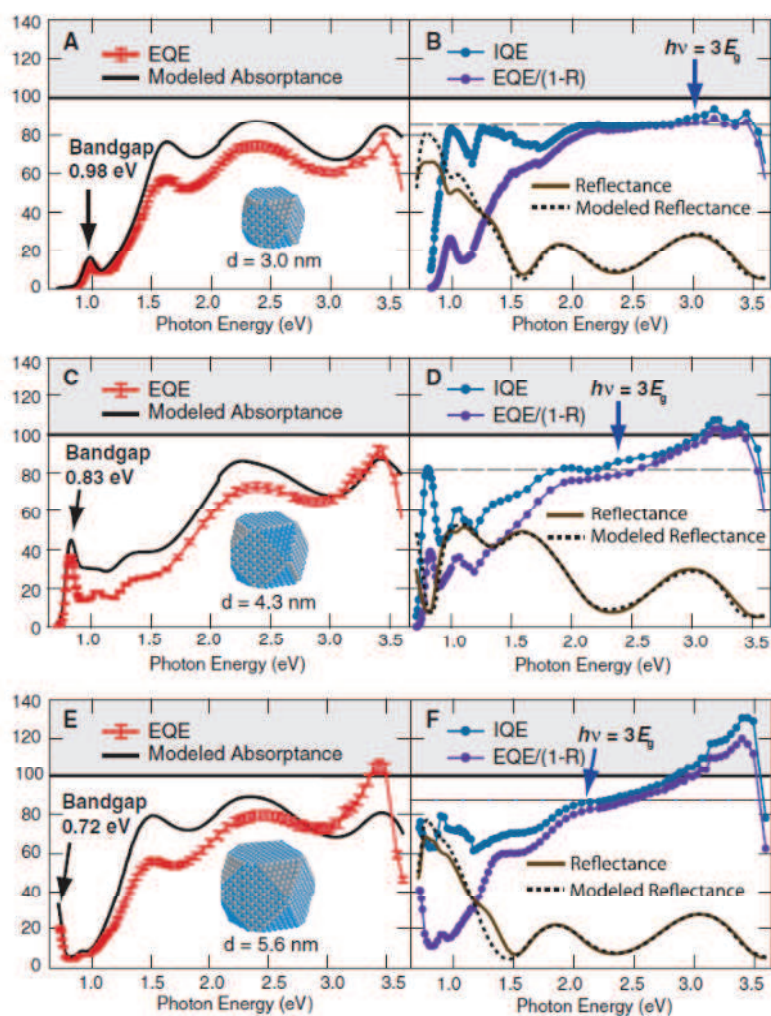 A
EQE
Modeled Absorptance
Bandgap
0.98 eV
d = 3.0 nm
140
120
100
80
60
40
20
0
1.0 1.5 2.0 2.5 3.0 3.5
Photon Energy (eV)
B
IQE
EQE/(1-R)
hν = 3Eg
Reflectance
Modeled Reflectance
1.0 1.5 2.0 2.5 3.0 3.5
Photon Energy (eV)
C
EQE
Modeled Absorptance
Bandgap
0.83 eV
d = 4.3 nm
140
120
100
80
60
40
20
0
1.0 1.5 2.0 2.5 3.0 3.5
Photon Energy (eV)
D
IQE
EQE/(1-R)
hν = 3Eg
Reflectance
Modeled Reflectance
1.0 1.5 2.0 2.5 3.0 3.5
Photon Energy (eV)
E
EQE
Modeled Absorptance
Bandgap
0.72 eV
d = 5.6 nm
140
120
100
80
60
40
20
0
1.0 1.5 2.0 2.5 3.0 3.5
Photon Energy (eV)
F
IQE
EQE/(1-R)
hν = 3Eg
Reflectance
Modeled Reflectance
1.0 1.5 2.0 2.5 3.0 3.5
Photon Energy (eV)